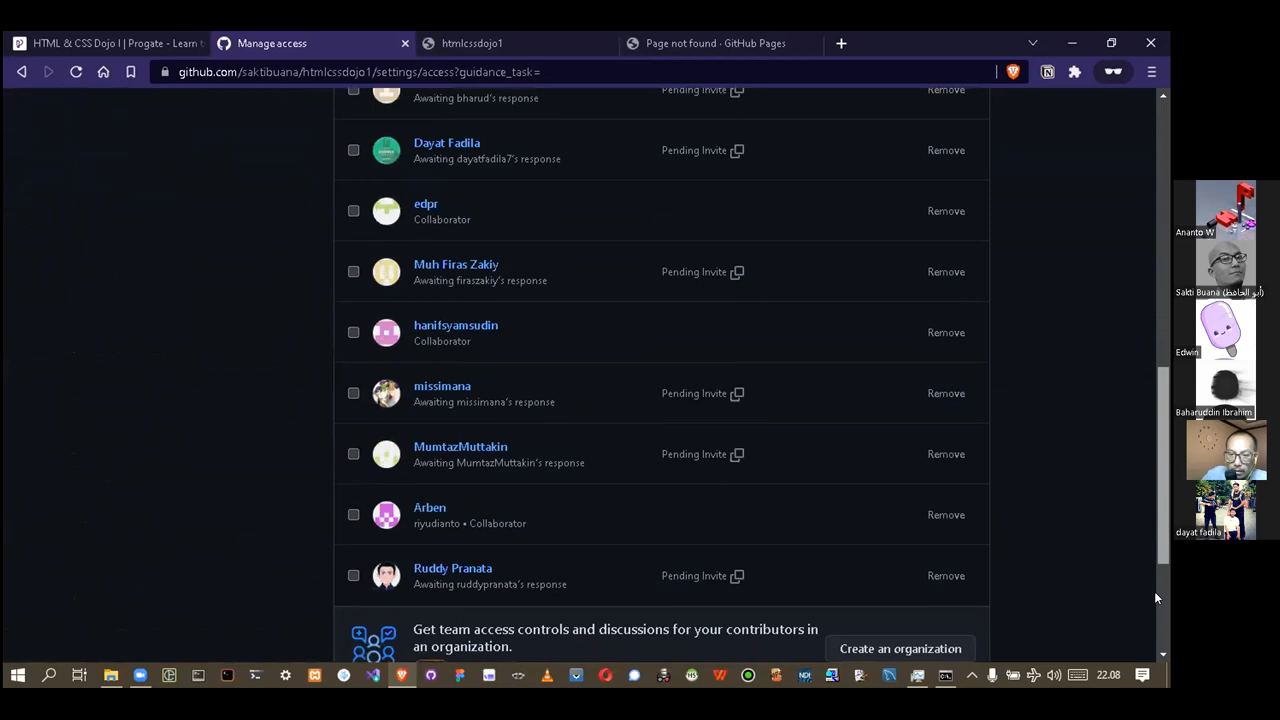 HTML & CSS Dojo I | Progate - Learn t
Manage access
htmlcssdojo1
Page not found · GitHub Pages
github.com/saktibuana/htmlcssdojo1/settings/access?guidance_task=
Awaiting bharud's response
Pending Invite
Remove
Dayat Fadila
Awaiting dayatfadila7's response
Pending Invite
Remove
edpr
Collaborator
Remove
Muh Firas Zakiy
Awaiting firaszakiy's response
Pending Invite
Remove
hanifsyamsudin
Collaborator
Remove
missimana
Awaiting missimana's response
Pending Invite
Remove
MumtazMuttakin
Awaiting MumtazMuttakin's response
Pending Invite
Remove
Arben
riyudianto • Collaborator
Remove
Ruddy Pranata
Awaiting ruddypranata's response
Pending Invite
Remove
Get team access controls and discussions for your contributors in
an organization.
Create an organization
Ananto W
Sakti Buana (أبو الحافظ)
Edwin
Baharuddin Ibrahim
dayat fadila
22.08